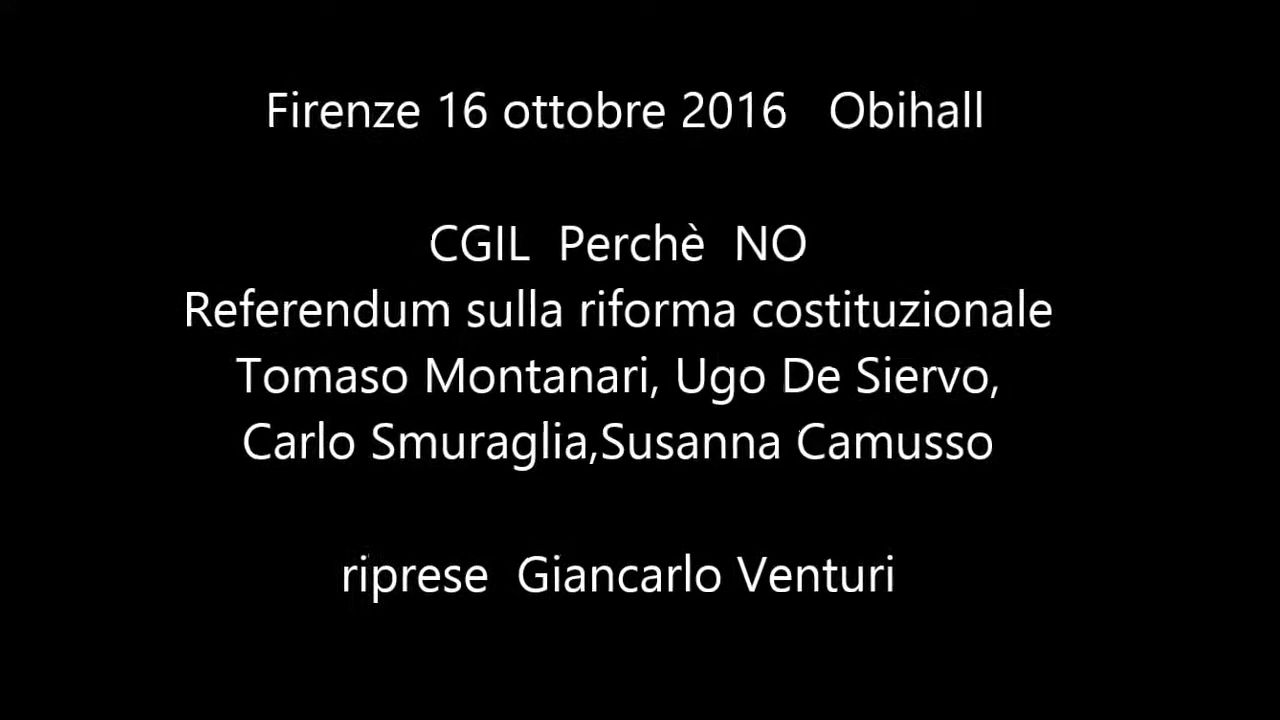 Firenze 16 ottobre 2016 Obihall
CGIL Perchè NO
Referendum sulla riforma costituzionale
Tomaso Montanari, Ugo De Siervo,
Carlo Smuraglia,Susanna Camusso
riprese Giancarlo Venturi